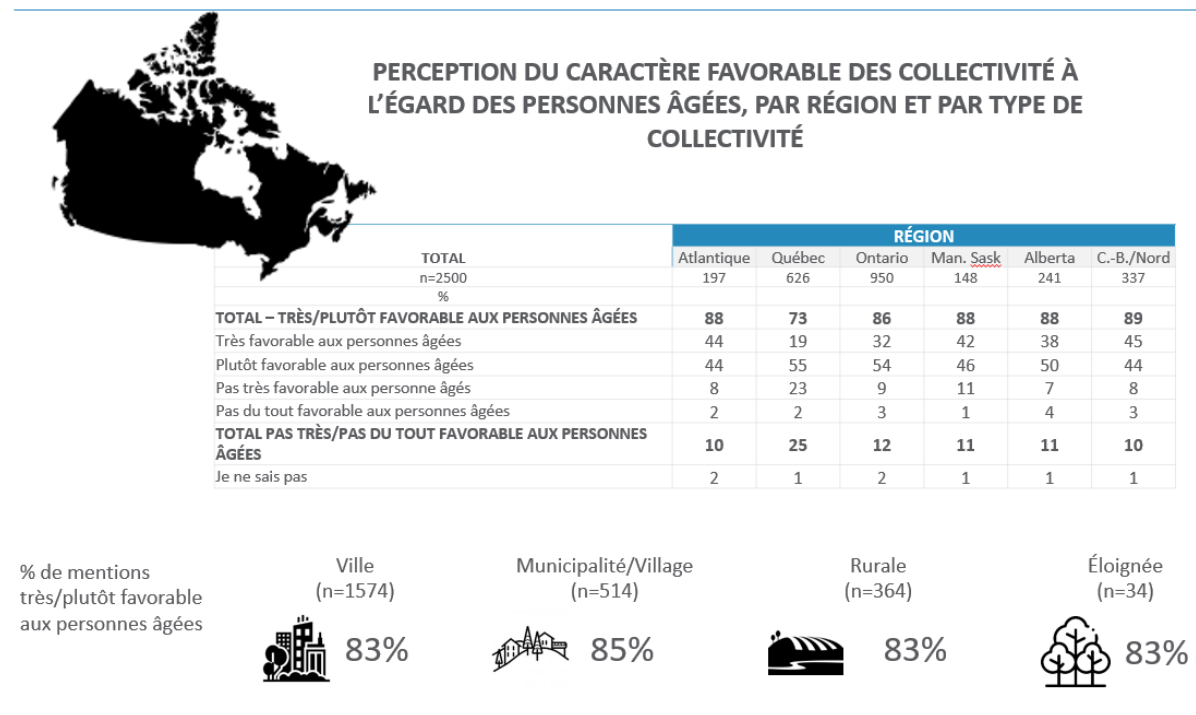 PERCEPTION DU CARACTÈRE FAVORABLE DES COLLECTIVITÉ À
L'ÉGARD DES PERSONNES ÂGÉES, PAR RÉGION ET PAR TYPE DE
COLLECTIVITÉ
RÉGION
TOTAL Atlantique Québec Ontario Man. Sask Alberta C.-B./Nord
n=2500 197 626 950 148 241 337
%
TOTAL – TRÈS/PLUTÔT FAVORABLE AUX PERSONNES ÂGÉES 88 73 86 88 88 89
Très favorable aux personnes âgées 44 19 32 42 38 45
Plutôt favorable aux personnes âgées 44 55 54 46 50 44
Pas très favorable aux personne âgés 8 23 9 11 7 8
Pas du tout favorable aux personnes âgées 2 2 3 1 4 3
TOTAL PAS TRÈS/PAS DU TOUT FAVORABLE AUX PERSONNES
ÂGÉES 10 25 12 11 11 10
Je ne sais pas 2 1 2 1 1 1
% de mentions
très/plutôt favorable
aux personnes âgées
Ville
(n=1574)
83%
Municipalité/Village
(n=514)
85%
Rurale
(n=364)
83%
Éloignée
(n=34)
83%